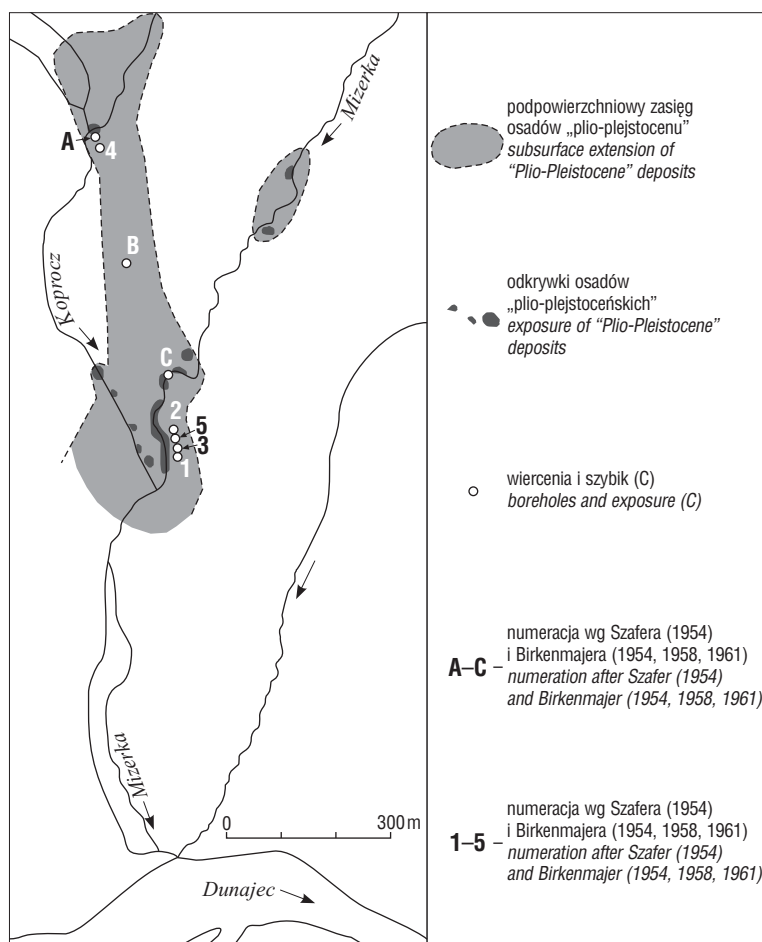 Mizerka
A
4
B
Koprocz
C
2
5
3
1
Mizerka
0
300 m
Dunajec
podpowierzchniowy zasięg
osadów „plio-plejstocenu”
subsurface extension of
“Plio-Pleistocene” deposits
odkrywki osadów
„plio-plejstoceńskich”
exposure of “Plio-Pleistocene”
deposits
wiercenia i szybik (C)
boreholes and exposure (C)
A–C –
numeracja wg Szafera (1954)
i Birkenmajera (1954, 1958, 1961)
numeration after Szafer (1954)
and Birkenmajer (1954, 1958, 1961)
1–5 –
numeracja wg Szafera (1954)
i Birkenmajera (1954, 1958, 1961)
numeration after Szafer (1954)
and Birkenmajer (1954, 1958, 1961)